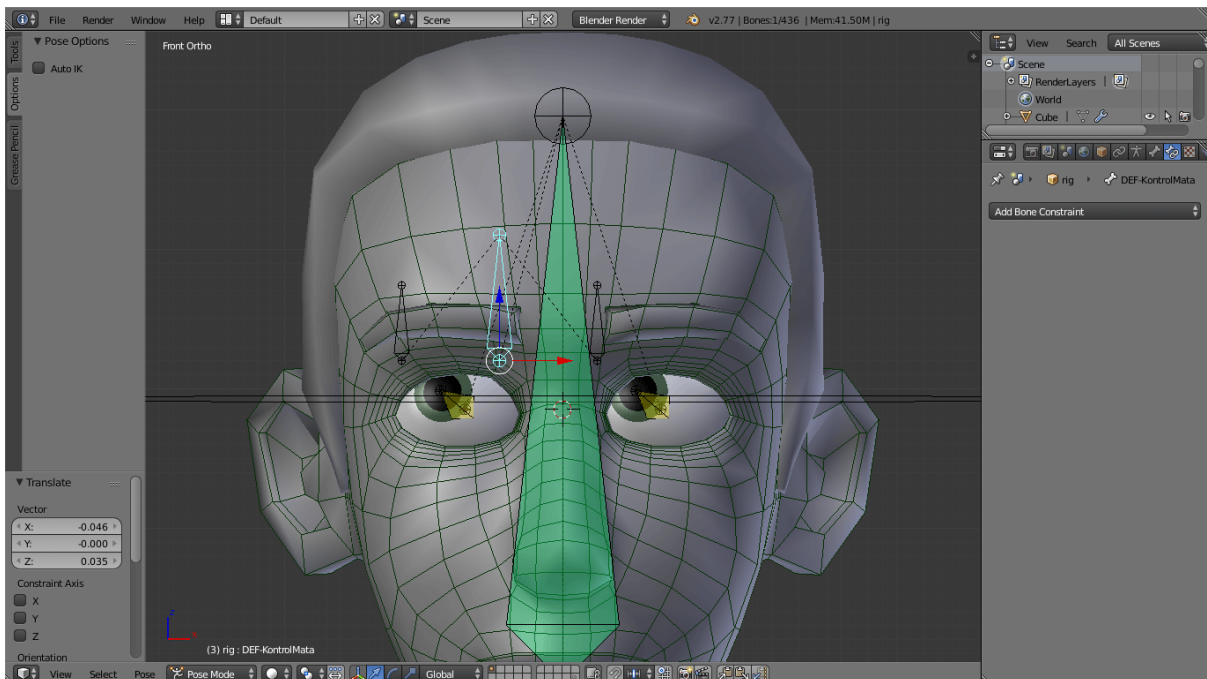 File Render Window Help Default Scene Blender Render v2.77 | Bones:1/436 | Mem:41.50M | rig
Tools
Options
Grease Pencil
▼ Pose Options
Auto IK
Front Ortho
View Search All Scenes
Scene
RenderLayers |
World
Cube |
rig DEF-KontrolMata
Add Bone Constraint
▼ Translate
Vector
X: -0.046
Y: -0.000
Z: 0.035
Constraint Axis
X
Y
Z
Orientation
z
x
(3) rig : DEF-KontrolMata
View Select Pose Pose Mode Global